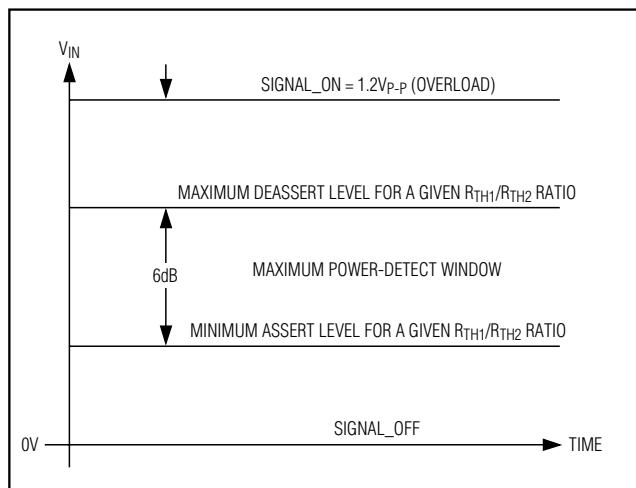 VIN
SIGNAL_ON = 1.2VP-P (OVERLOAD)
MAXIMUM DEASSERT LEVEL FOR A GIVEN RTH1/RTH2 RATIO
6dB
MAXIMUM POWER-DETECT WINDOW
MINIMUM ASSERT LEVEL FOR A GIVEN RTH1/RTH2 RATIO
SIGNAL_OFF
0V
TIME